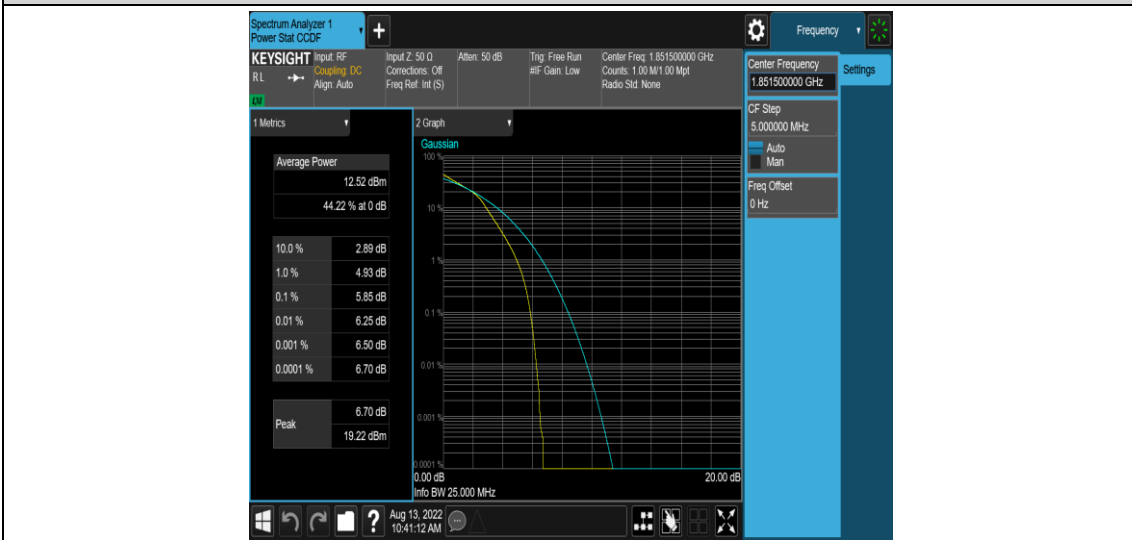 Spectrum Analyzer 1
Power Stat CCDF
+
Frequency
KEYSIGHT
Input: RF
Coupling: DC
Align: Auto
Input Z: 50 Ω
Corrections: Off
Freq Ref: Int (S)
Atten: 50 dB
Trig: Free Run
#IF Gain: Low
Center Freq: 1.851500000 GHz
Counts: 1.00 M/1.00 Mpt
Radio Std: None
R L
LXI
Center Frequency
1.851500000 GHz
Settings
CF Step
5.000000 MHz
Auto
Man
Freq Offset
0 Hz
1 Metrics
Average Power
12.52 dBm
44.22 % at 0 dB
10.0 % 2.89 dB
1.0 % 4.93 dB
0.1 % 5.85 dB
0.01 % 6.25 dB
0.001 % 6.50 dB
0.0001 % 6.70 dB
Peak
6.70 dB
19.22 dBm
2 Graph
Gaussian
100 %
10 %
1 %
0.1 %
0.01 %
0.001 %
0.0001 %
0.00 dB 20.00 dB
Info BW 25.000 MHz
?
Aug 13, 2022
10:41:12 AM